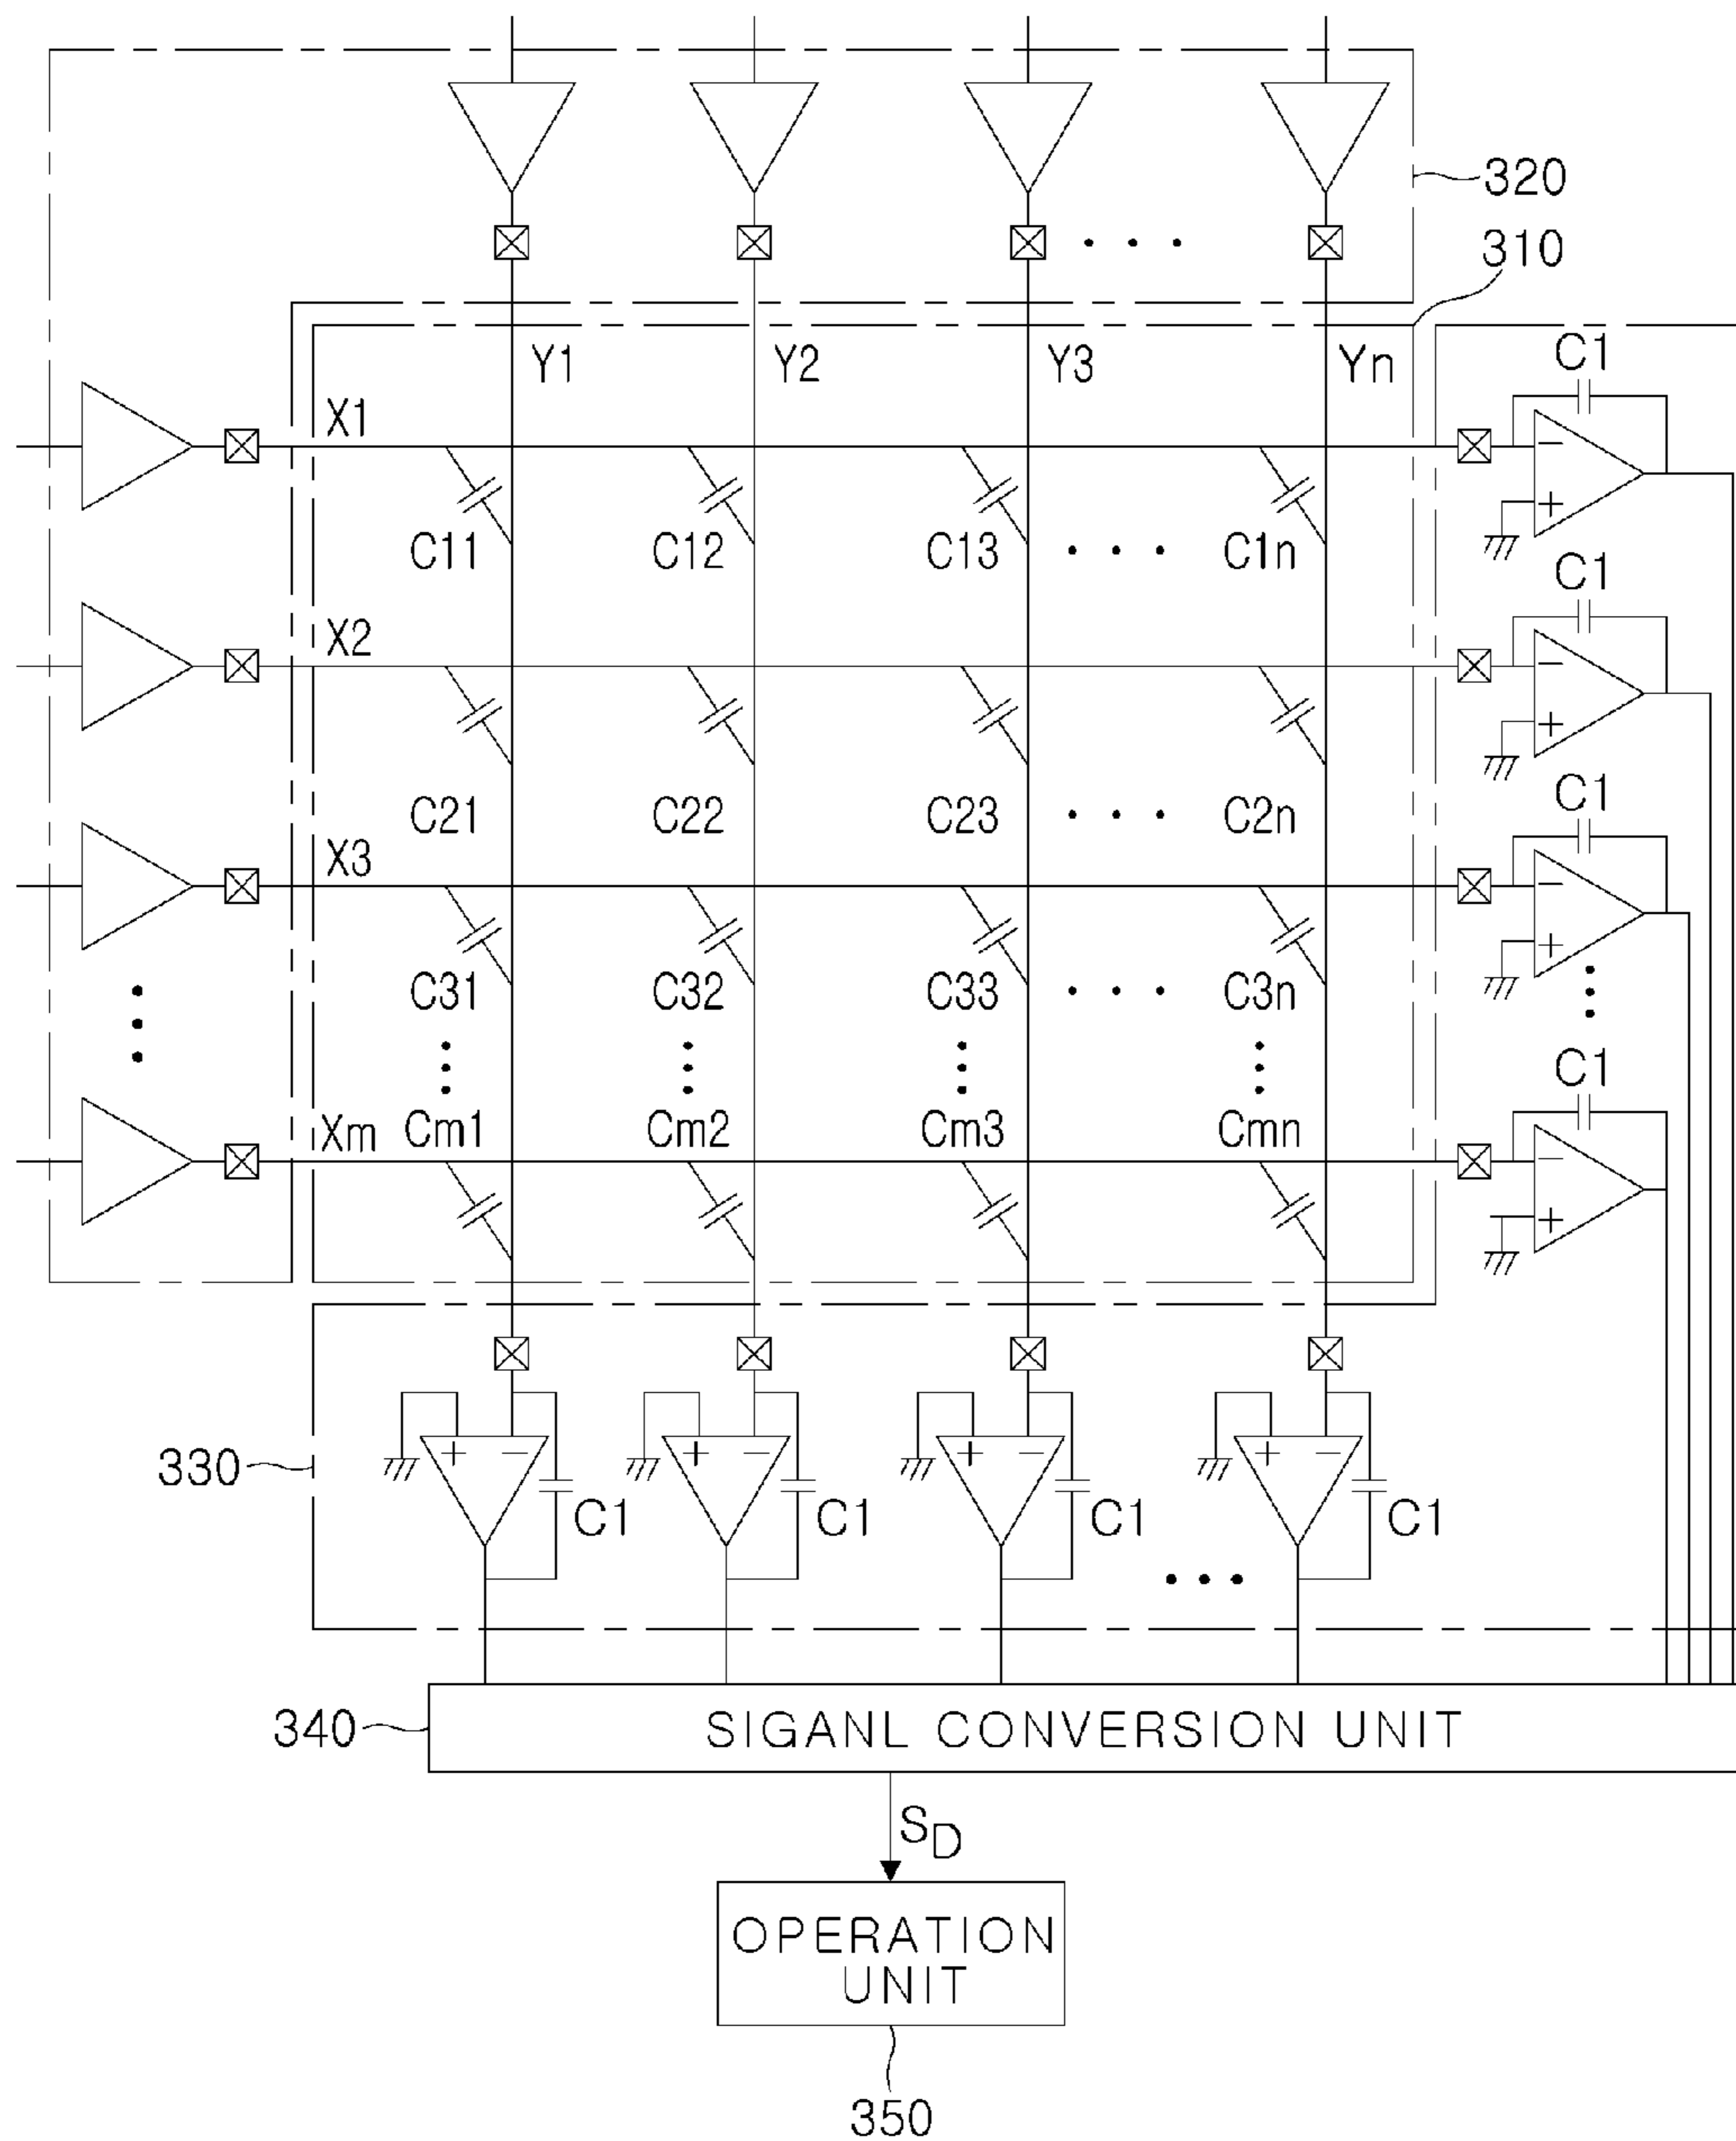 320
310
Y1 Y2 Y3 Yn
C1
X1
− +
C11 C12 C13 C1n
C1
X2
− +
C21 C22 C23 C2n
C1
X3
− +
C31 C32 C33 C3n
C1
Xm Cm1 Cm2 Cm3 Cmn
− +
330
+ − + − + − + −
C1 C1 C1 C1
340
SIGANL CONVERSION UNIT
SD
OPERATION
UNIT
350